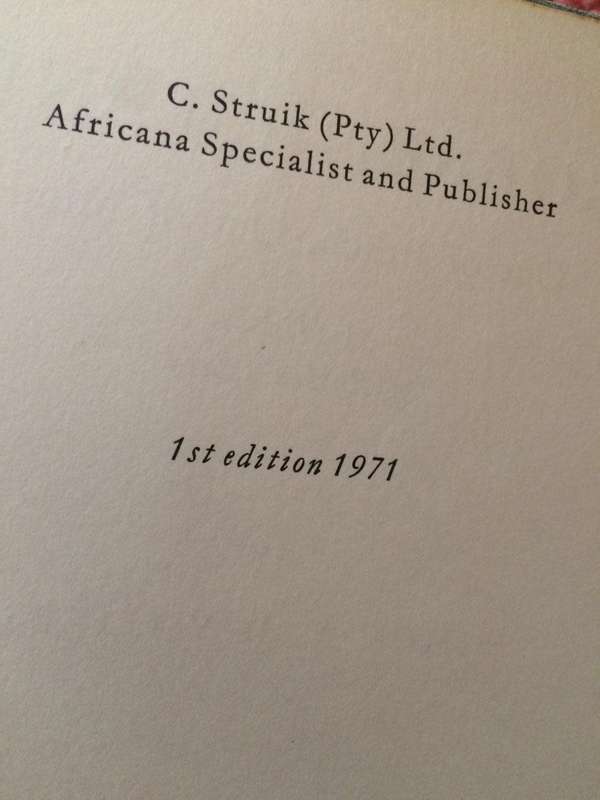 C. Struik (Pty) Ltd.
Africana Specialist and Publisher
1st edition 1971